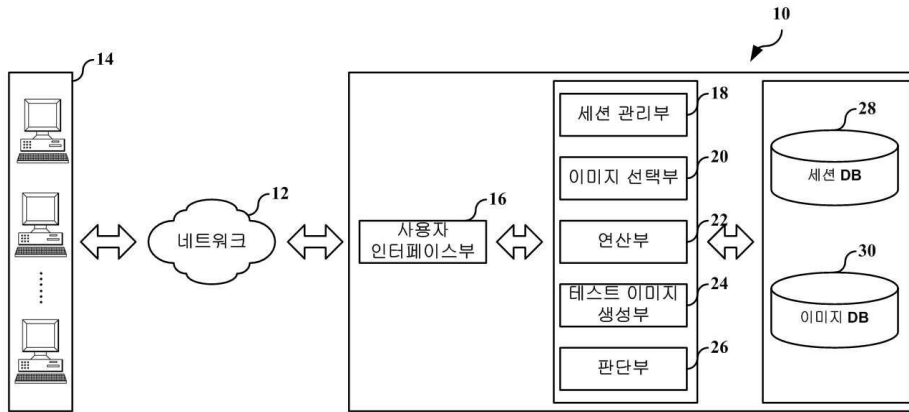 10
14
18
세션 관리부
28
세션 DB
20
이미지 선택부
12
네트워크
16
사용자
인터페이스부
22
연산부
24
테스트 이미지
생성부
30
이미지 DB
26
판단부